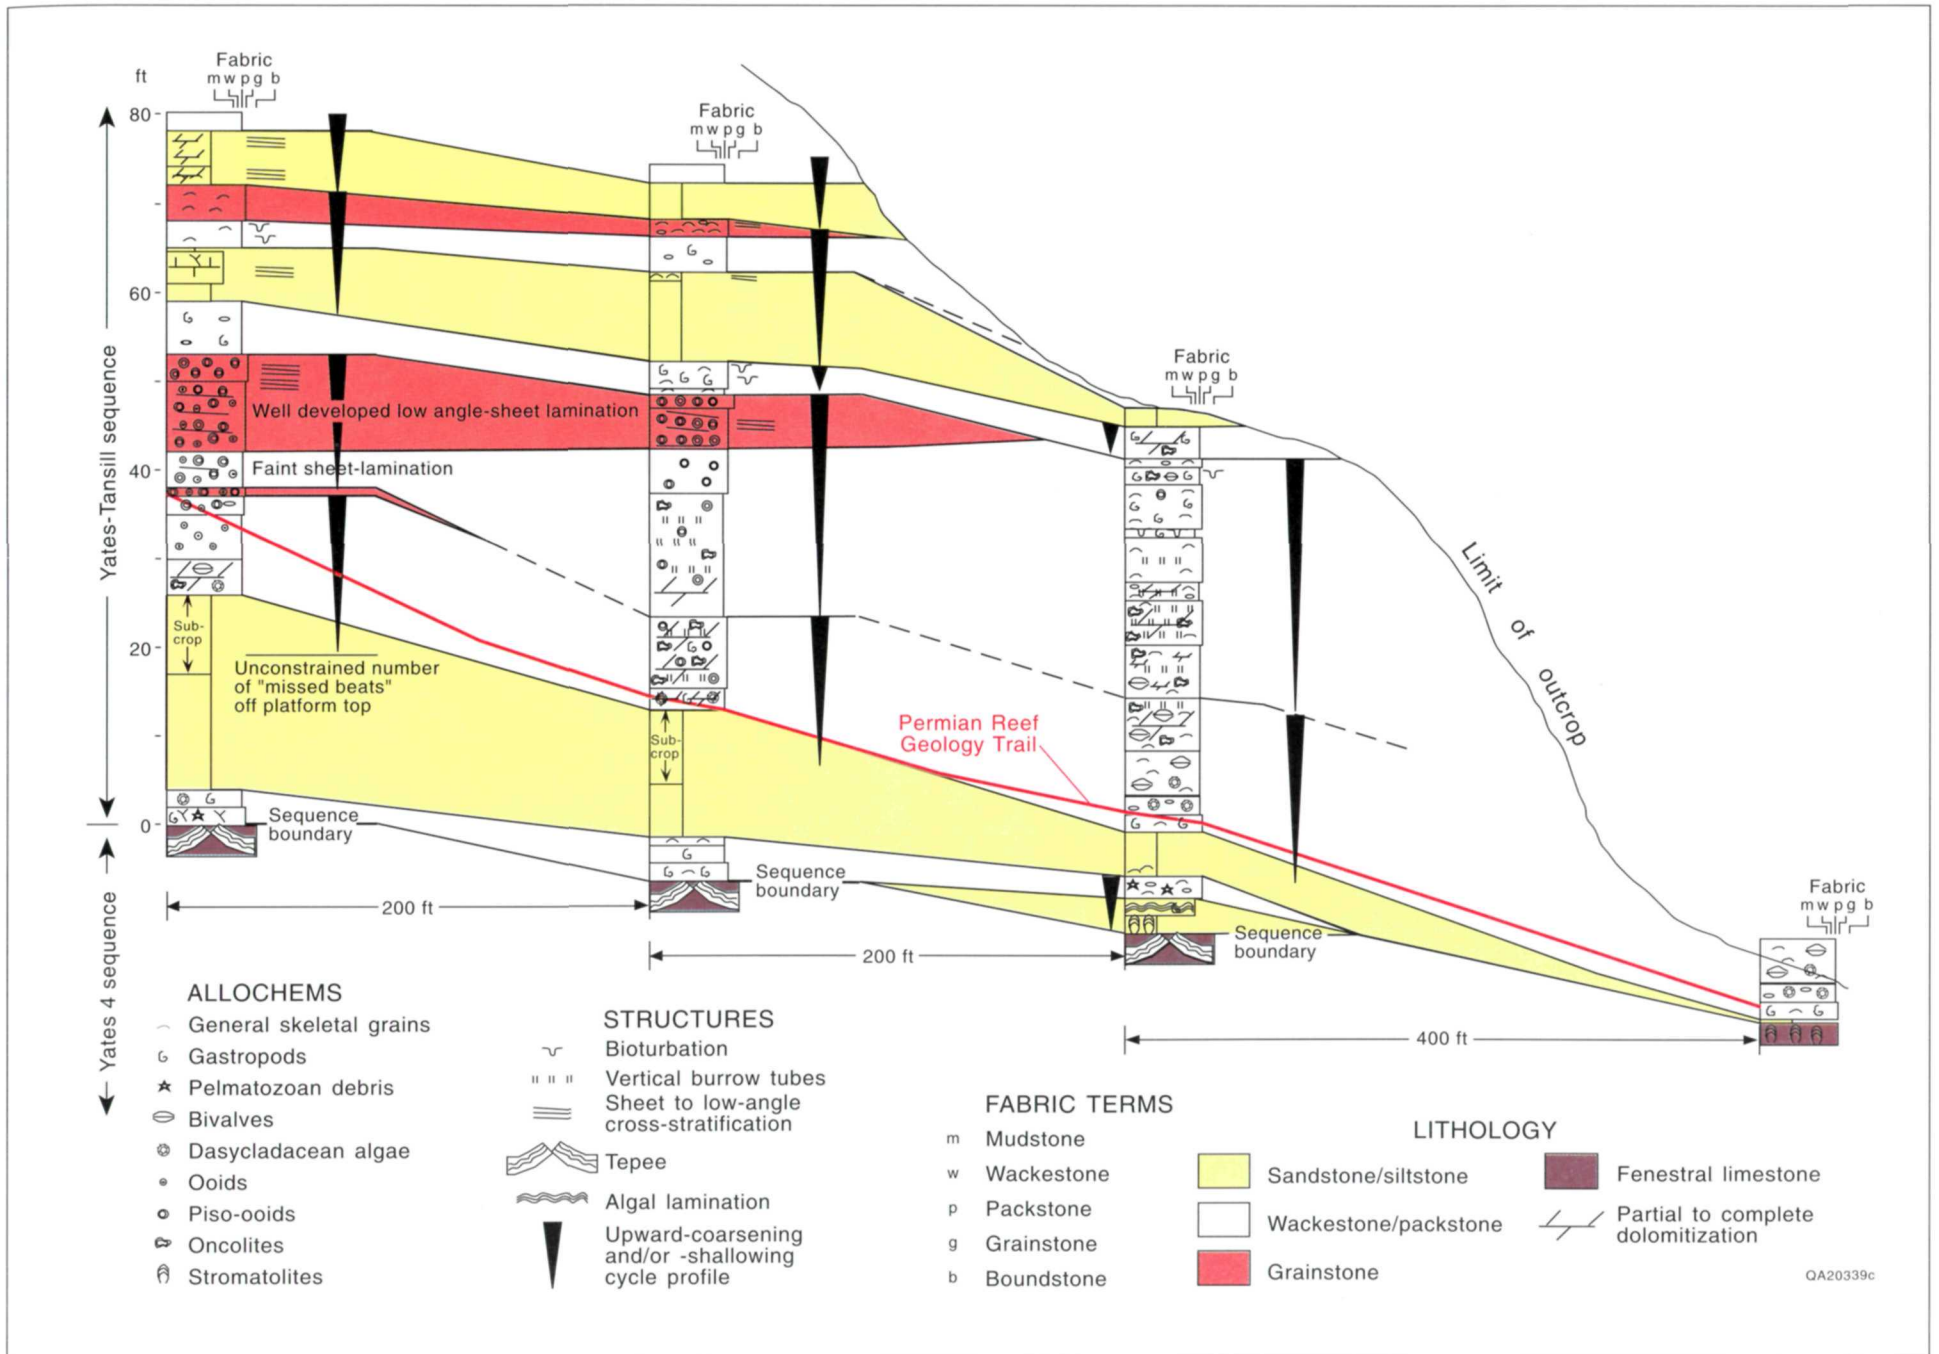 Fabric
m w p g b
ft
80
60
40
20
0
Yates-Tansill sequence
Yates 4 sequence
Fabric
m w p g b
Well developed low angle-sheet lamination
Faint sheet-lamination
Sub-
crop
Unconstrained number
of "missed beats"
off platform top
Sub-
crop
Sequence
boundary
Sequence
boundary
Sequence
boundary
Permian Reef
Geology Trail
Fabric
m w p g b
Limit of outcrop
Fabric
m w p g b
200 ft
200 ft
400 ft
ALLOCHEMS
General skeletal grains
Gastropods
Pelmatozoan debris
Bivalves
Dasycladacean algae
Ooids
Piso-ooids
Oncolites
Stromatolites
STRUCTURES
Bioturbation
Vertical burrow tubes
Sheet to low-angle
cross-stratification
Tepee
Algal lamination
Upward-coarsening
and/or -shallowing
cycle profile
FABRIC TERMS
m Mudstone
w Wackestone
p Packstone
g Grainstone
b Boundstone
LITHOLOGY
Sandstone/siltstone
Wackestone/packstone
Grainstone
Fenestral limestone
Partial to complete
dolomitization
QA20339c